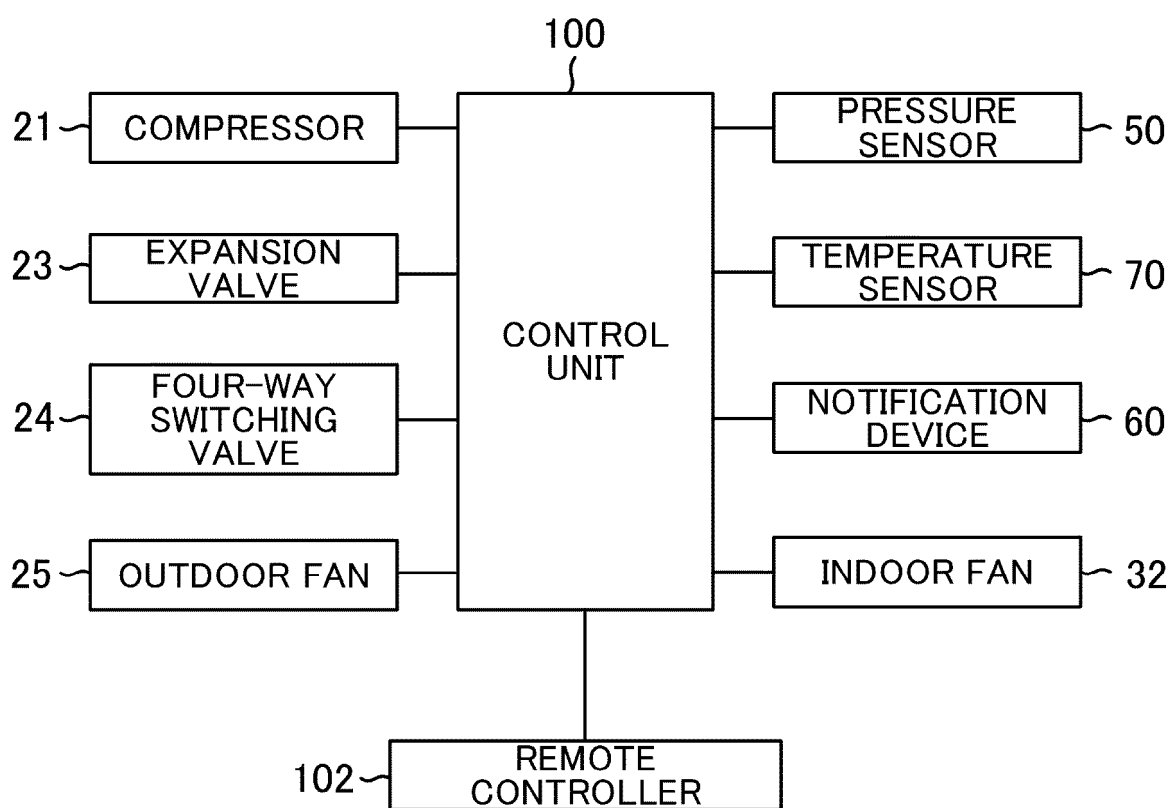 100
21
COMPRESSOR
23
EXPANSION
VALVE
24
FOUR-WAY
SWITCHING
VALVE
25
OUTDOOR FAN
CONTROL
UNIT
PRESSURE
SENSOR
50
TEMPERATURE
SENSOR
70
NOTIFICATION
DEVICE
60
INDOOR FAN
32
102
REMOTE
CONTROLLER